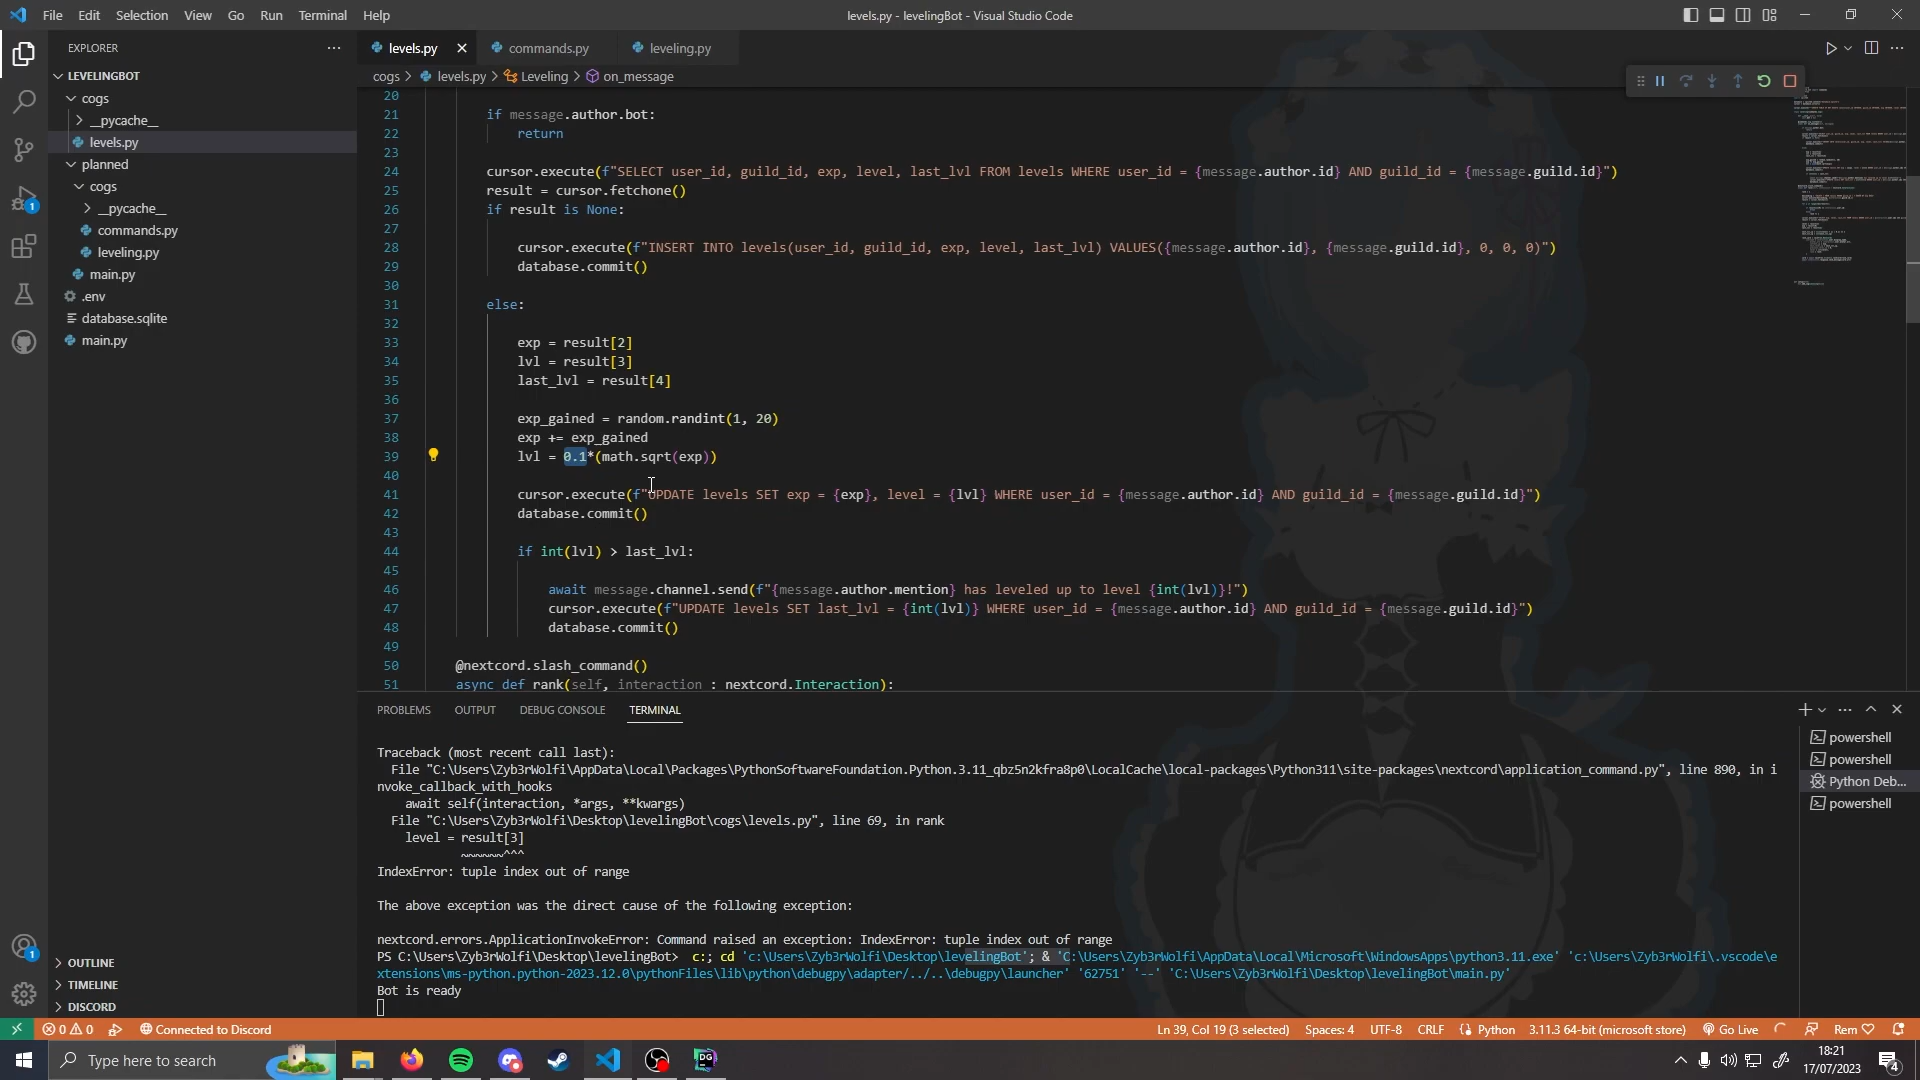 File Edit Selection View Go Run Terminal Help
levels.py - levelingBot - Visual Studio Code
EXPLORER
LEVELINGBOT
cogs
__pycache__
levels.py
planned
cogs
__pycache__
commands.py
leveling.py
main.py
.env
database.sqlite
main.py
OUTLINE
TIMELINE
DISCORD
levels.py commands.py leveling.py
cogs > levels.py > Leveling > on_message
20
21 if message.author.bot:
22 return
23
24 cursor.execute(f"SELECT user_id, guild_id, exp, level, last_lvl FROM levels WHERE user_id = {message.author.id} AND guild_id = {message.guild.id}")
25 result = cursor.fetchone()
26 if result is None:
27
28 cursor.execute(f"INSERT INTO levels(user_id, guild_id, exp, level, last_lvl) VALUES({message.author.id}, {message.guild.id}, 0, 0, 0)")
29 database.commit()
30
31 else:
32
33 exp = result[2]
34 lvl = result[3]
35 last_lvl = result[4]
36
37 exp_gained = random.randint(1, 20)
38 exp += exp_gained
39 lvl = 0.1*(math.sqrt(exp))
40
41 cursor.execute(f"UPDATE levels SET exp = {exp}, level = {lvl} WHERE user_id = {message.author.id} AND guild_id = {message.guild.id}")
42 database.commit()
43
44 if int(lvl) > last_lvl:
45
46 await message.channel.send(f"{message.author.mention} has leveled up to level {int(lvl)}!")
47 cursor.execute(f"UPDATE levels SET last_lvl = {int(lvl)} WHERE user_id = {message.author.id} AND guild_id = {message.guild.id}")
48 database.commit()
49
50 @nextcord.slash_command()
51 async def rank(self, interaction : nextcord.Interaction):
PROBLEMS OUTPUT DEBUG CONSOLE TERMINAL
Traceback (most recent call last):
File "C:\Users\Zyb3rWolfi\AppData\Local\Packages\PythonSoftwareFoundation.Python.3.11_qbz5n2kfra8p0\LocalCache\local-packages\Python311\site-packages\nextcord\application_command.py", line 890, in i
nvoke_callback_with_hooks
await self(interaction, *args, **kwargs)
File "C:\Users\Zyb3rWolfi\Desktop\levelingBot\cogs\levels.py", line 69, in rank
level = result[3]
~~~~~~^^^
IndexError: tuple index out of range
The above exception was the direct cause of the following exception:
nextcord.errors.ApplicationInvokeError: Command raised an exception: IndexError: tuple index out of range
PS C:\Users\Zyb3rWolfi\Desktop\levelingBot> c:; cd 'c:\Users\Zyb3rWolfi\Desktop\levelingBot'; & 'C:\Users\Zyb3rWolfi\AppData\Local\Microsoft\WindowsApps\python3.11.exe' 'c:\Users\Zyb3rWolfi\.vscode\e
xtensions\ms-python.python-2023.12.0\pythonFiles\lib\python\debugpy\adapter/../..\debugpy\launcher' '62751' '--' 'C:\Users\Zyb3rWolfi\Desktop\levelingBot\main.py'
Bot is ready
powershell
powershell
Python Deb...
powershell
0 0 Connected to Discord
Ln 39, Col 19 (3 selected) Spaces: 4 UTF-8 CRLF Python 3.11.3 64-bit (microsoft store) Go Live Rem
Type here to search
18:21
17/07/2023
4